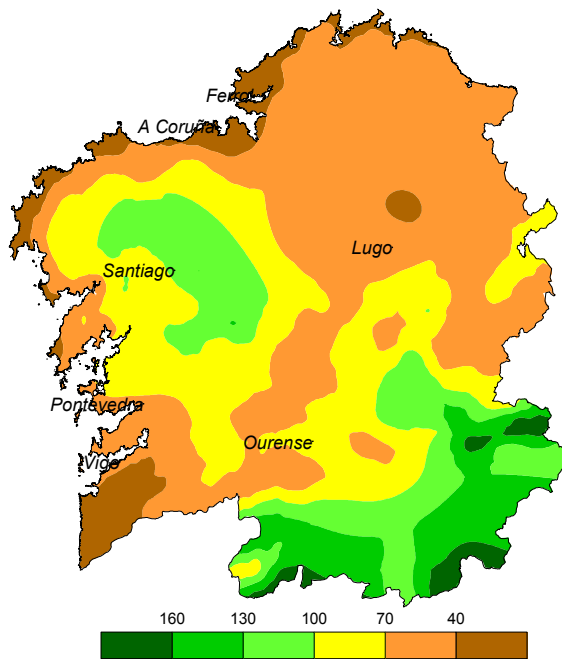 Ferrol
A Coruña
Lugo
Santiago
Pontevedra
Ourense
Vigo
160 130 100 70 40